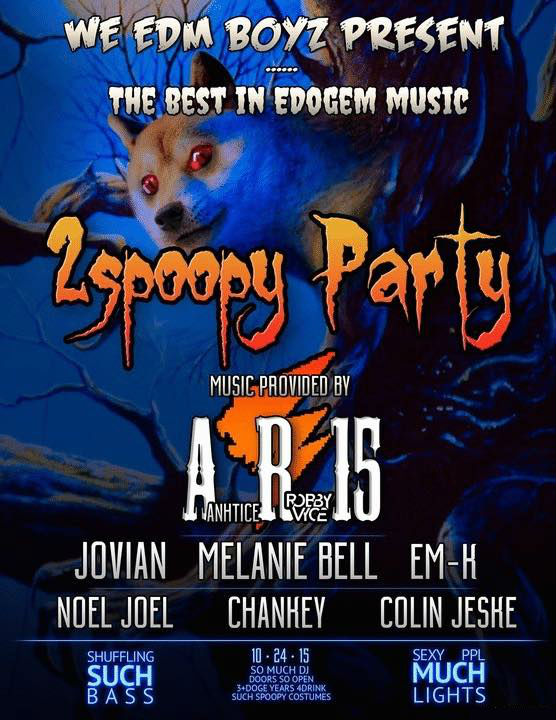 WE EDM BOYZ PRESENT
......
THE BEST IN EDOGEM MUSIC
2spoopy Party
MUSIC PROVIDED BY
A R 15
ANHTICE ROBBY VYCE
JOVIAN MELANIE BELL EM-K
NOEL JOEL CHANKEY COLIN JESKE
SHUFFLING
SUCH
BASS
10 · 24 · 15
SO MUCH DJ
DOORS SO OPEN
3+DOGE YEARS 4DRINK
SUCH SPOOPY COSTUMES
SEXY PPL
MUCH
LIGHTS